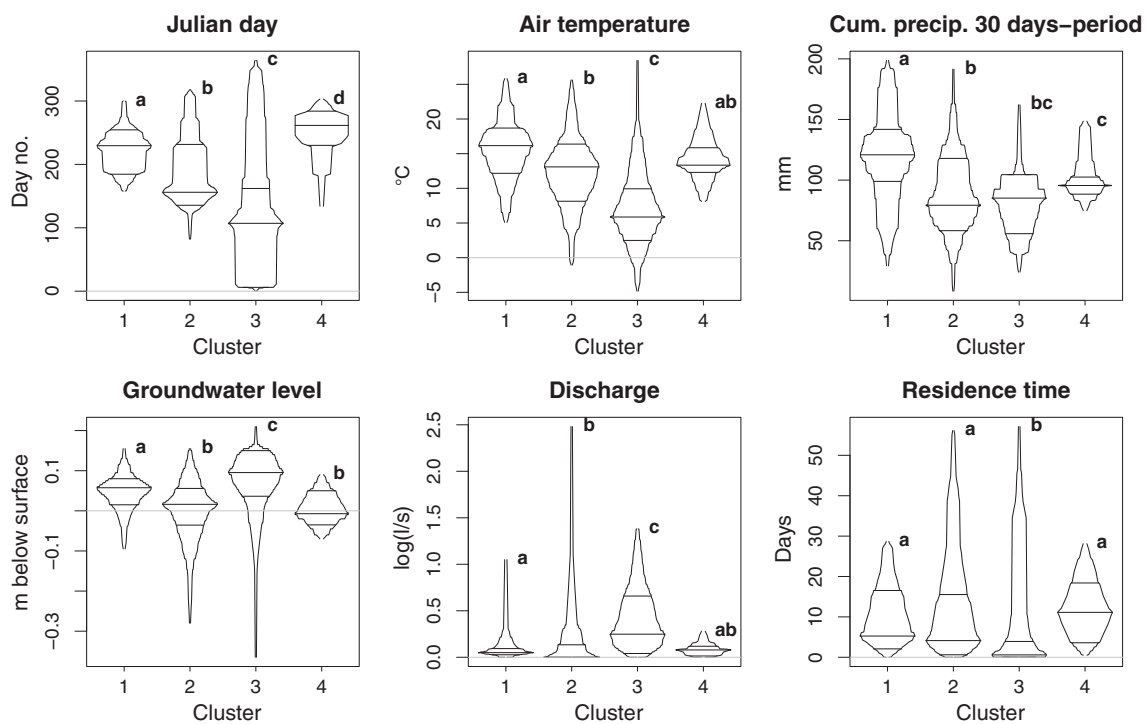 Julian day
Day no.
0 100 200 300
a b c d
1 2 3 4
Cluster
Air temperature
°C
−5 0 5 10 20
a b c ab
1 2 3 4
Cluster
Cum. precip. 30 days−period
mm
50 100 150 200
a b bc c
1 2 3 4
Cluster
Groundwater level
m below surface
−0.3 −0.1 0.1
a b c b
1 2 3 4
Cluster
Discharge
log(l/s)
0.0 0.5 1.0 1.5 2.0 2.5
a b c ab
1 2 3 4
Cluster
Residence time
Days
0 10 20 30 40 50
a a b a
1 2 3 4
Cluster